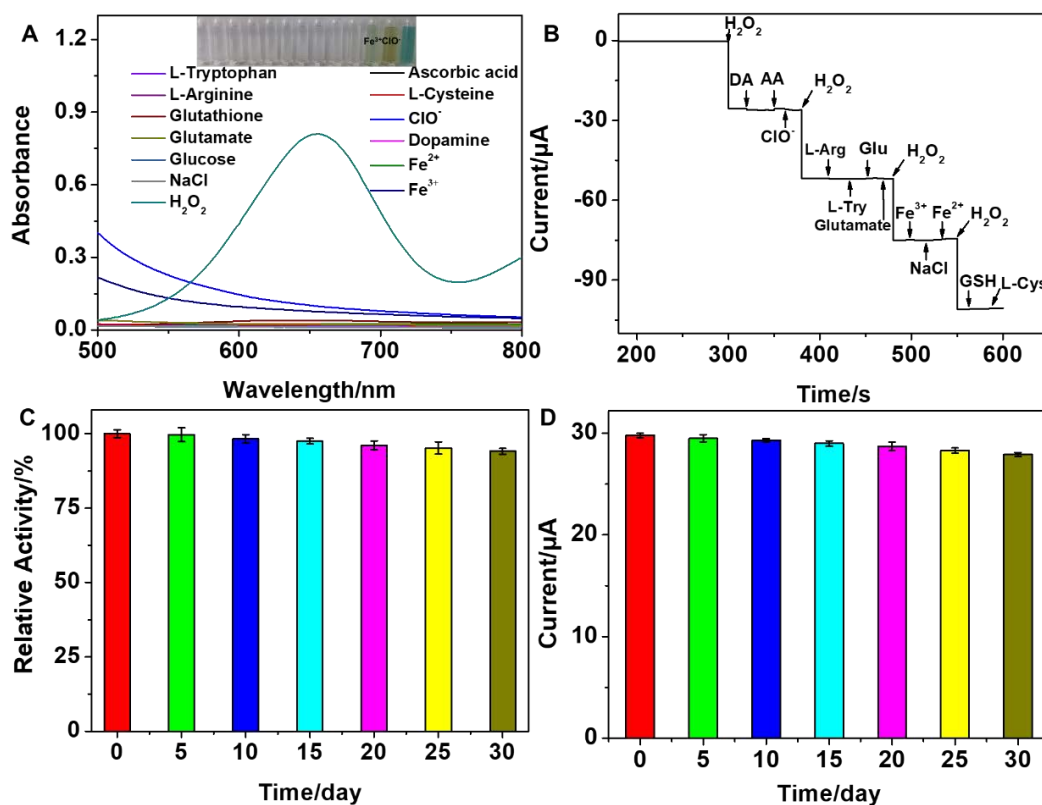 A
Fe³⁺ClO⁻
1.2
0.9
0.6
0.3
0.0
Absorbance
L-Tryptophan
L-Arginine
Glutathione
Glutamate
Glucose
NaCl
H₂O₂
Ascorbic acid
L-Cysteine
ClO⁻
Dopamine
Fe²⁺
Fe³⁺
500 600 700 800
Wavelength/nm
B
0
-30
-60
-90
Current/μA
H₂O₂
DA AA H₂O₂
ClO⁻
L-Arg Glu H₂O₂
L-Try
Glutamate
Fe³⁺ Fe²⁺ H₂O₂
NaCl
GSH L-Cys
200 300 400 500 600
Time/s
C
100
75
50
25
0
Relative Activity/%
0 5 10 15 20 25 30
Time/day
D
30
20
10
0
Current/μA
0 5 10 15 20 25 30
Time/day